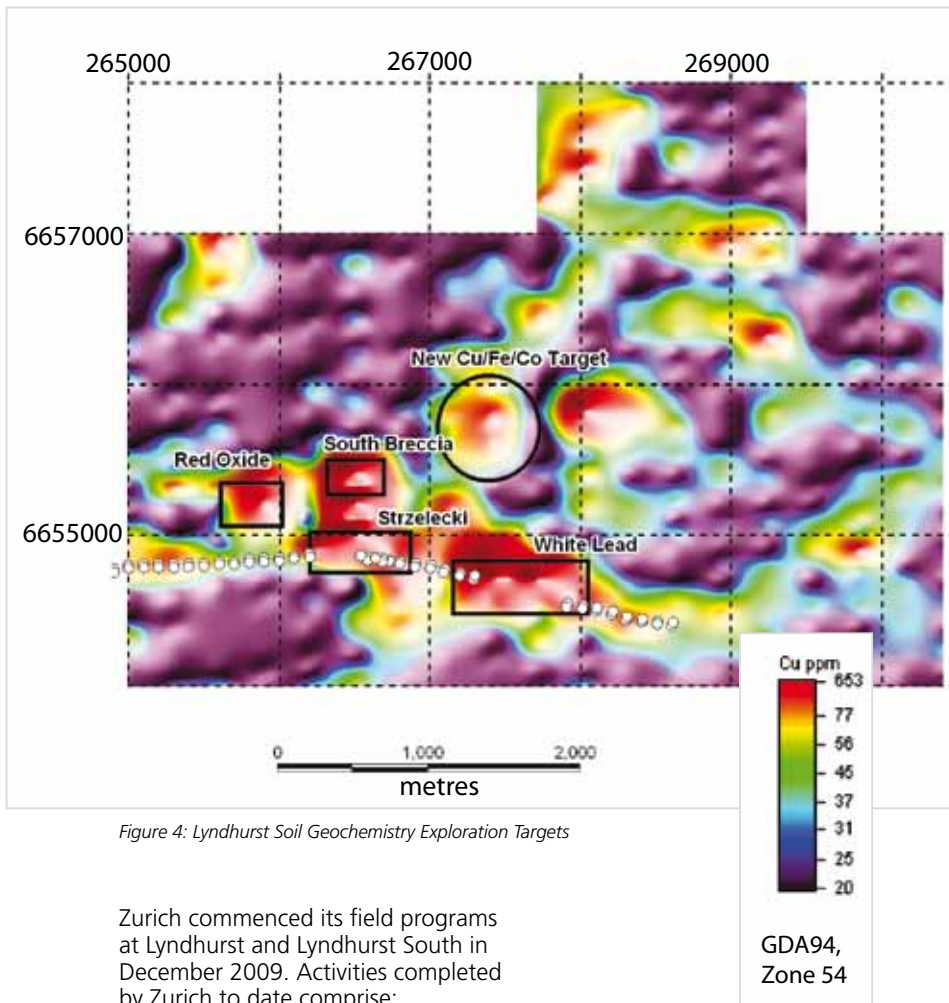 265000 267000 269000
6657000
New Cu/Fe/Co Target
South Breccia
Red Oxide
6655000
Strzelecki
White Lead
Cu ppm
653
77
56
45
37
31
25
20
0 1,000 2,000
metres
Figure 4: Lyndhurst Soil Geochemistry Exploration Targets
Zurich commenced its field programs
at Lyndhurst and Lyndhurst South in
December 2009. Activities completed
by Zurich to date comprise:
GDA94,
Zone 54